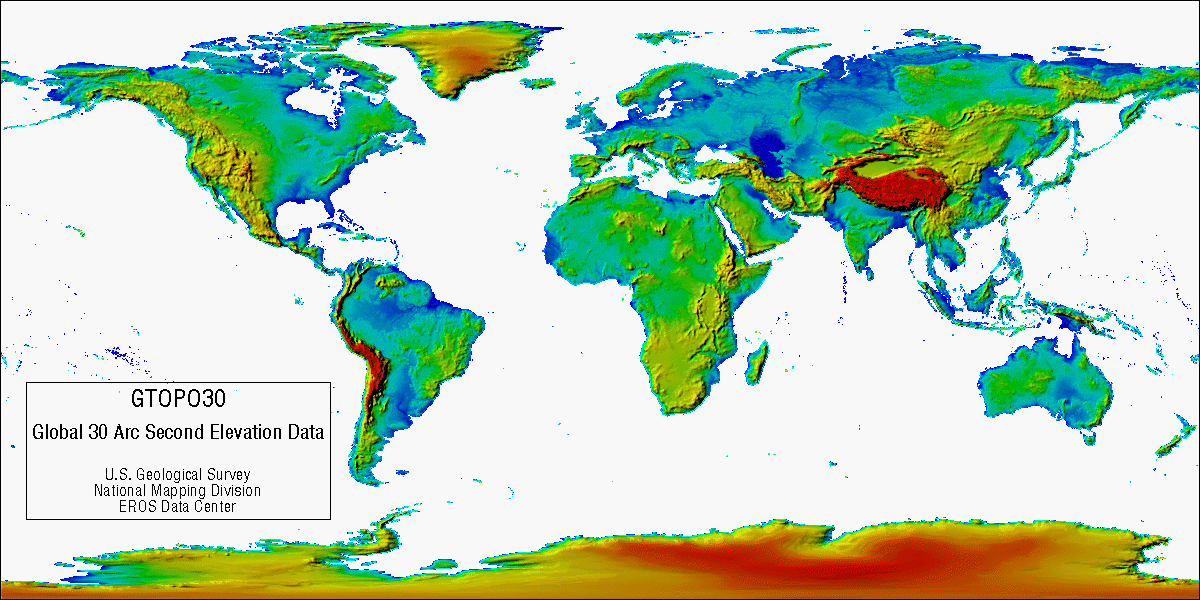 GTOPO30
Global 30 Arc Second Elevation Data
U.S. Geological Survey
National Mapping Division
EROS Data Center